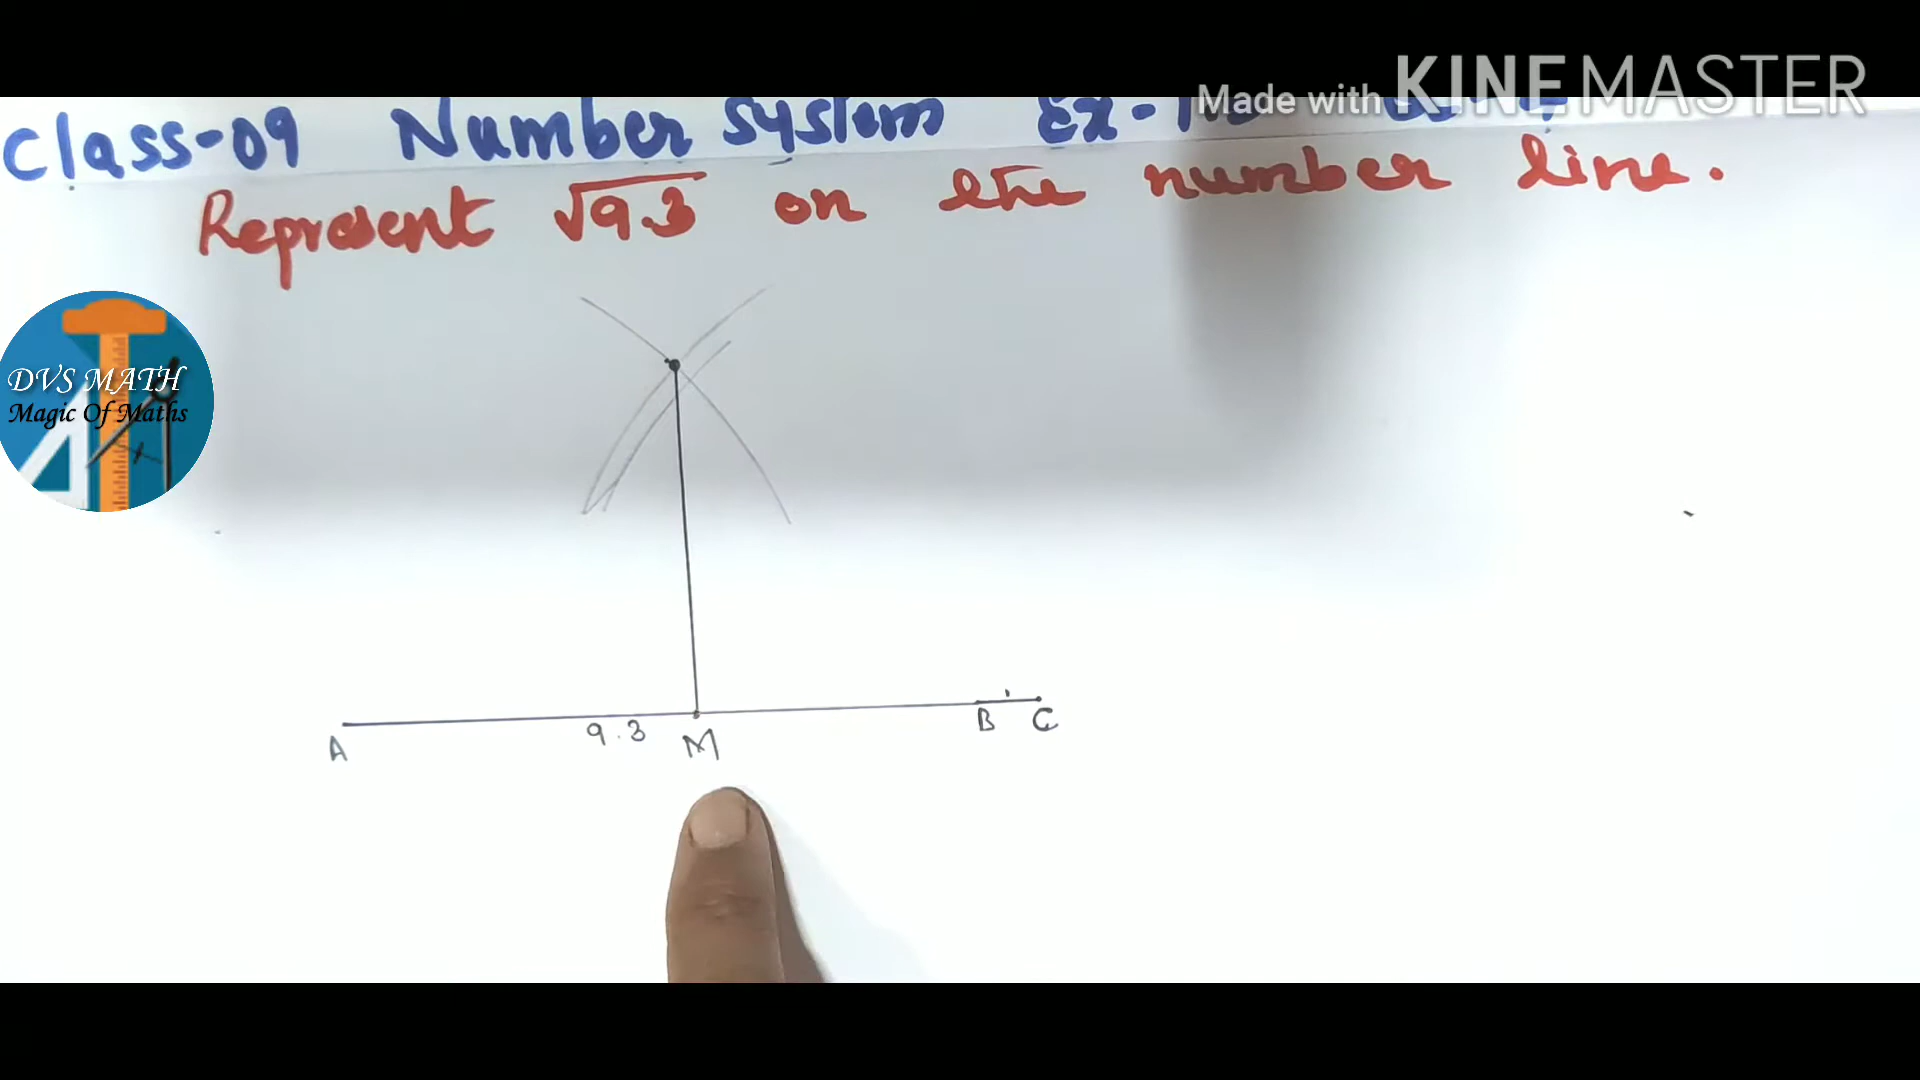 Made with KINEMASTER
Class-09 Number System Ex-
Represent √9.3 on the number line.
DVS MATH
Magic Of Maths
A 9.3 M B 1 C